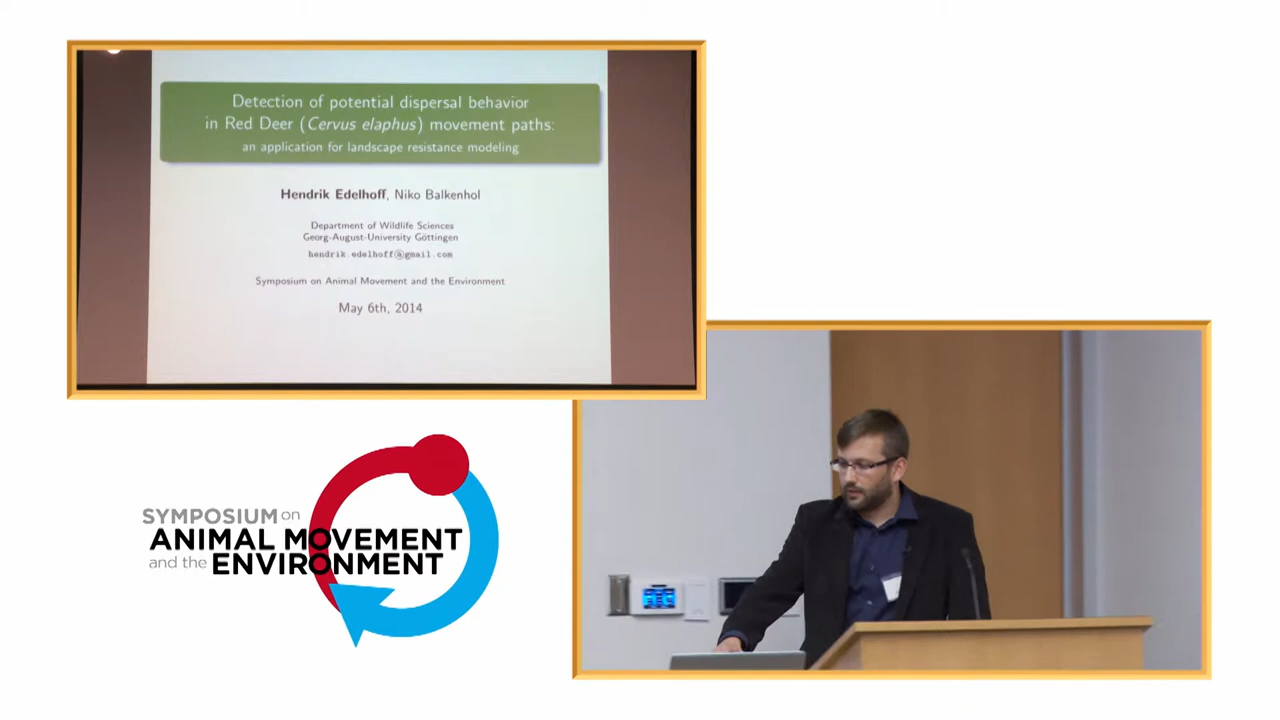 Detection of potential dispersal behavior
in Red Deer (Cervus elaphus) movement paths:
an application for landscape resistance modeling
Hendrik Edelhoff, Niko Balkenhol
Department of Wildlife Sciences
Georg-August-University Göttingen
hendrik.edelhoff@gmail.com
Symposium on Animal Movement and the Environment
May 6th, 2014
SYMPOSIUM on
ANIMAL MOVEMENT
and the ENVIRONMENT